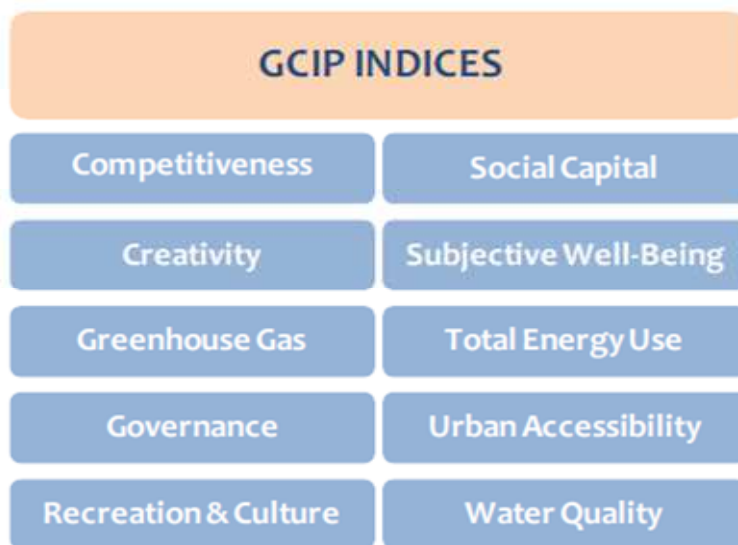 GCIP INDICES
Competitiveness
Social Capital
Creativity
Subjective Well-Being
Greenhouse Gas
Total Energy Use
Governance
Urban Accessibility
Recreation & Culture
Water Quality